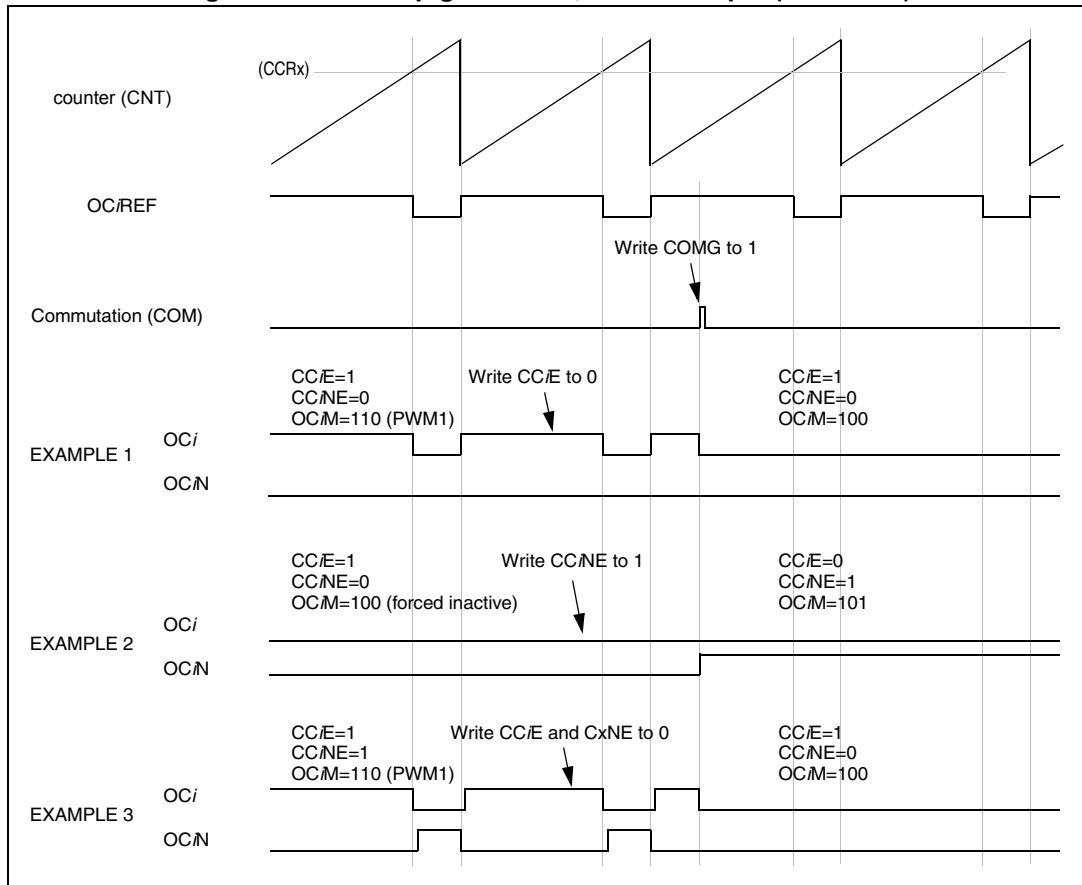 (CCRx)
counter (CNT)
OCiREF
Write COMG to 1
Commutation (COM)
CCiE=1
CCiNE=0
OCiM=110 (PWM1)
Write CCiE to 0
CCiE=1
CCiNE=0
OCiM=100
EXAMPLE 1
OCi
OCiN
CCiE=1
CCiNE=0
OCiM=100 (forced inactive)
Write CCiNE to 1
CCiE=0
CCiNE=1
OCiM=101
EXAMPLE 2
OCi
OCiN
CCiE=1
CCiNE=1
OCiM=110 (PWM1)
Write CCiE and CxNE to 0
CCiE=1
CCiNE=0
OCiM=100
EXAMPLE 3
OCi
OCiN